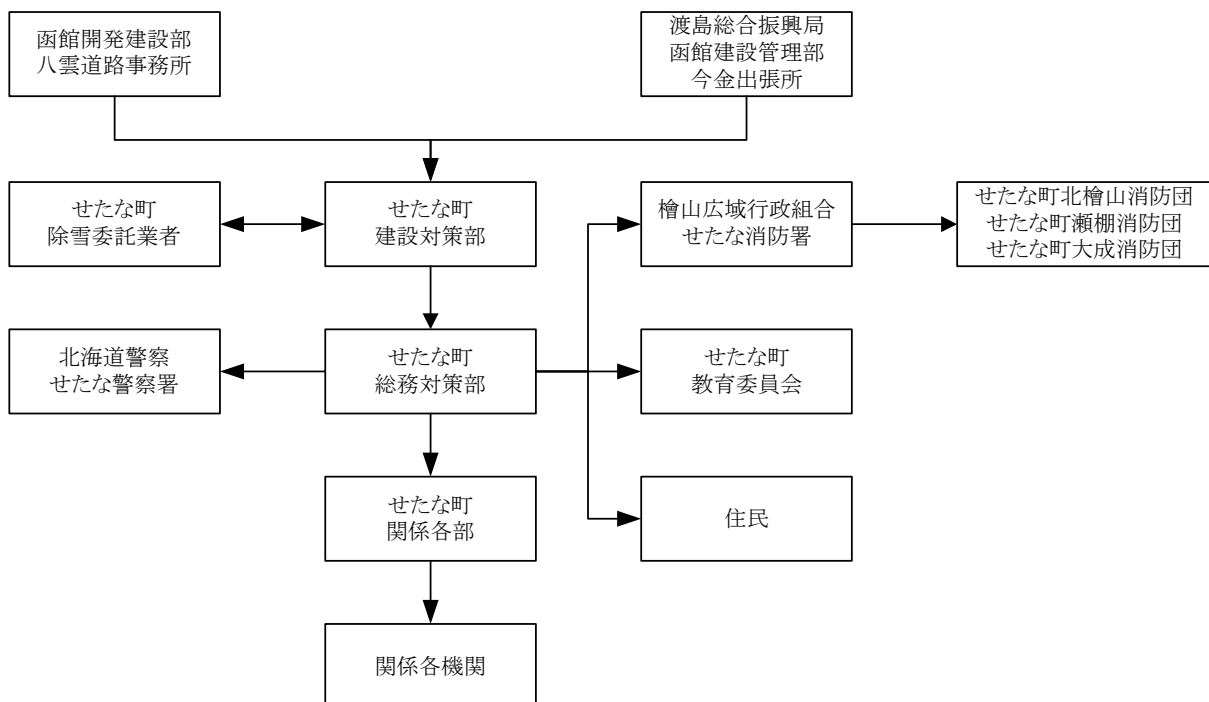 函館開発建設部
八雲道路事務所
渡島総合振興局
函館建設管理部
今金出張所
せたな町
除雪委託業者
せたな町
建設対策部
檜山広域行政組合
せたな消防署
せたな町北檜山消防団
せたな町瀬棚消防団
せたな町大成消防団
北海道警察
せたな警察署
せたな町
総務対策部
せたな町
教育委員会
せたな町
関係各部
住民
関係各機関